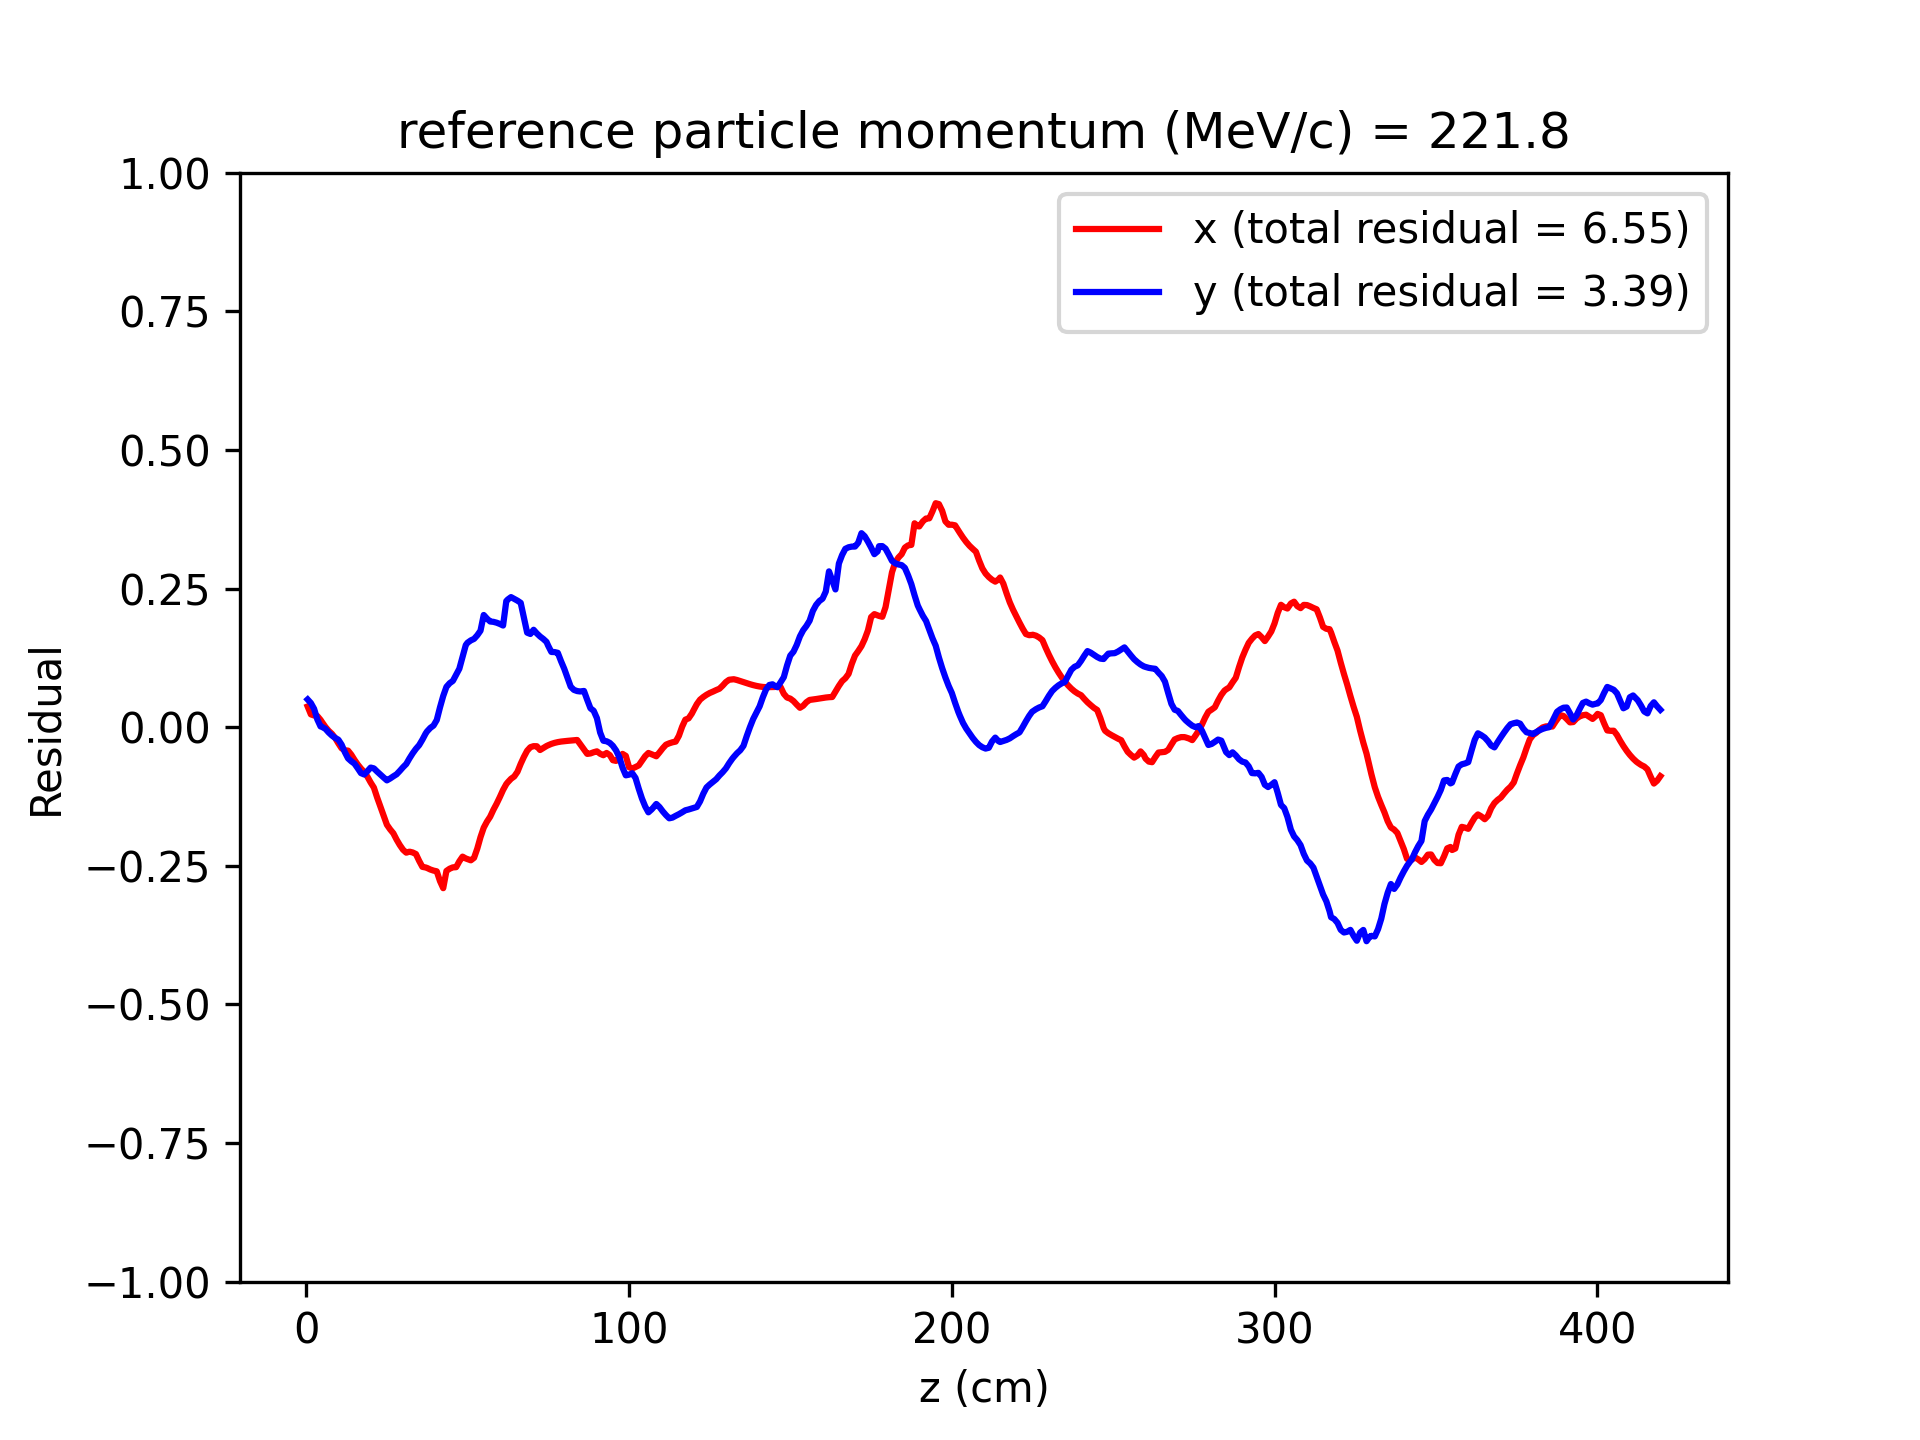 reference particle momentum (MeV/c) = 221.8
x (total residual = 6.55)
y (total residual = 3.39)
Residual
1.00
0.75
0.50
0.25
0.00
−0.25
−0.50
−0.75
−1.00
0 100 200 300 400
z (cm)